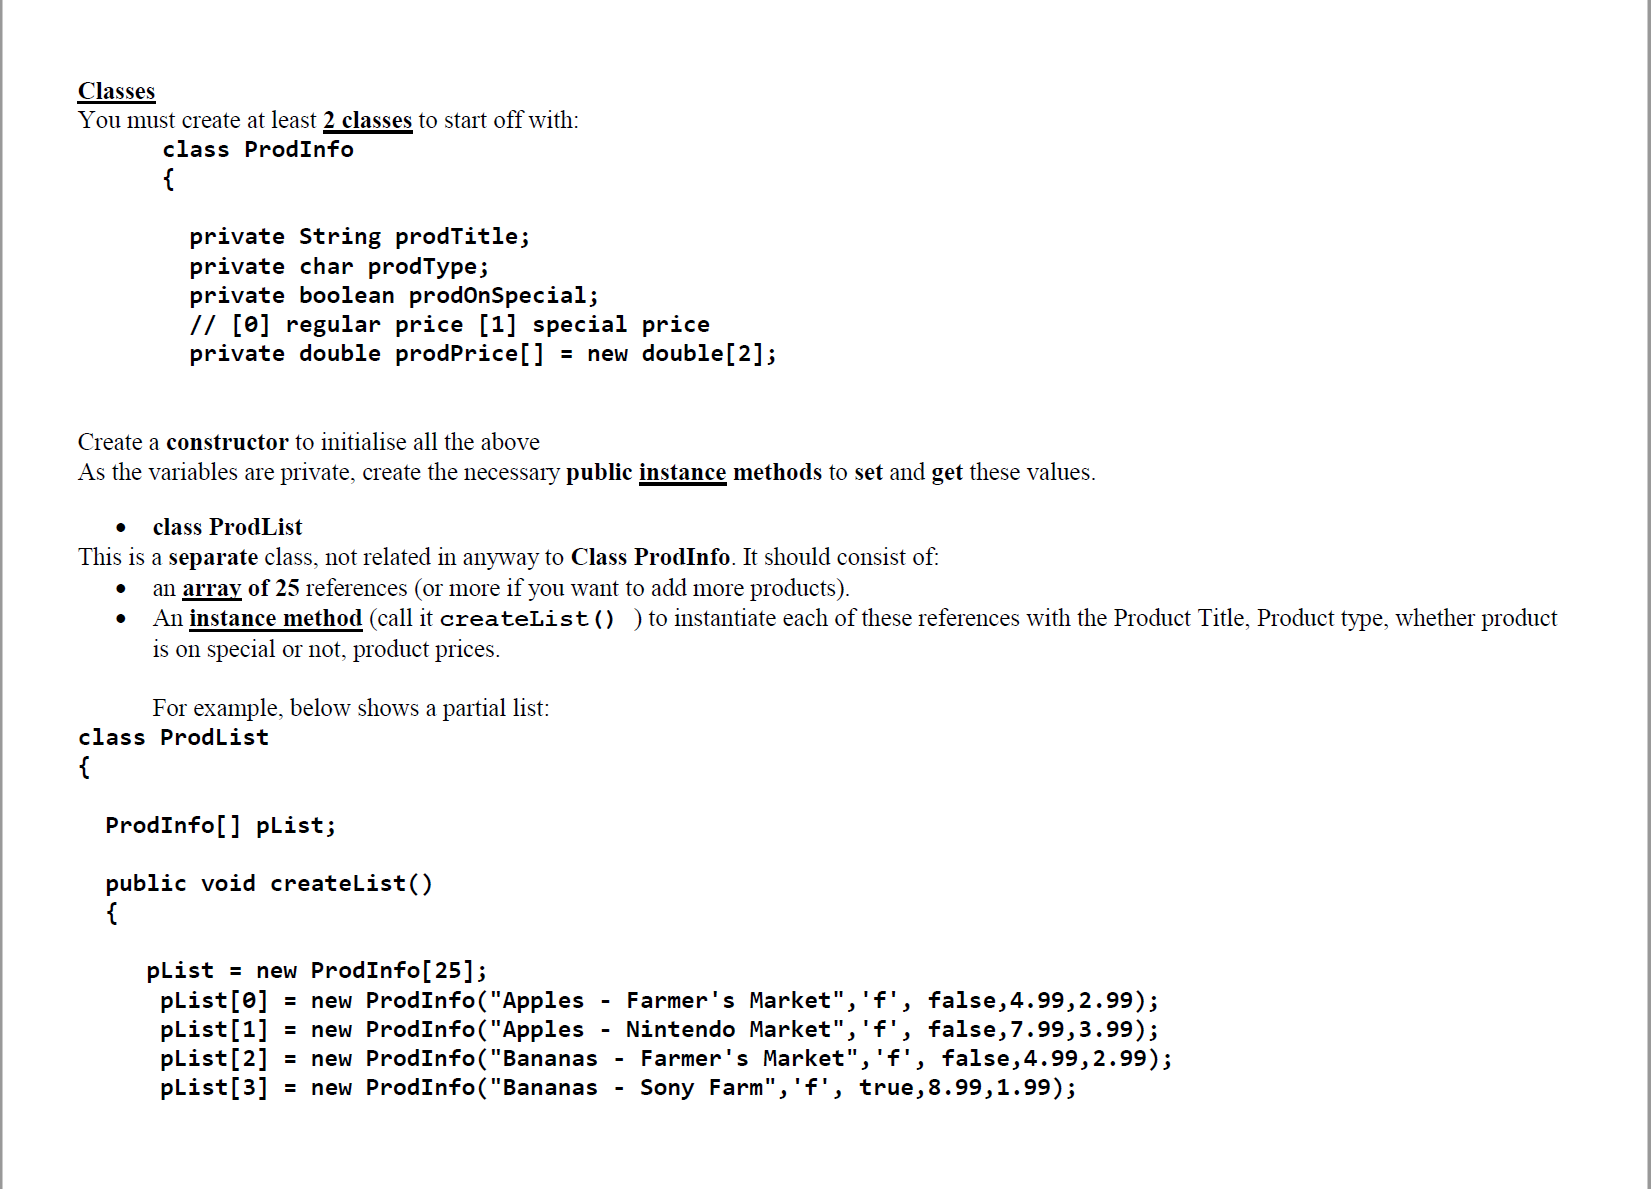 Classes
You must create at least 2 classes to start off with:
class ProdInfo
{
private String prodTitle;
private char prodType;
private boolean prodOnSpecial;
// [0] regular price [1] special price
private double prodPrice[] = new double[2];
Create a constructor to initialise all the above
As the variables are private, create the necessary public instance methods to set and get these values.
• class ProdList
This is a separate class, not related in anyway to Class ProdInfo. It should consist of:
• an array of 25 references (or more if you want to add more products).
• An instance method (call it createList() ) to instantiate each of these references with the Product Title, Product type, whether product
is on special or not, product prices.
For example, below shows a partial list:
class ProdList
{
ProdInfo[] pList;
public void createList()
{
pList = new ProdInfo[25];
pList[0] = new ProdInfo("Apples - Farmer's Market",'f', false,4.99,2.99);
pList[1] = new ProdInfo("Apples - Nintendo Market",'f', false,7.99,3.99);
pList[2] = new ProdInfo("Bananas - Farmer's Market",'f', false,4.99,2.99);
pList[3] = new ProdInfo("Bananas - Sony Farm",'f', true,8.99,1.99);